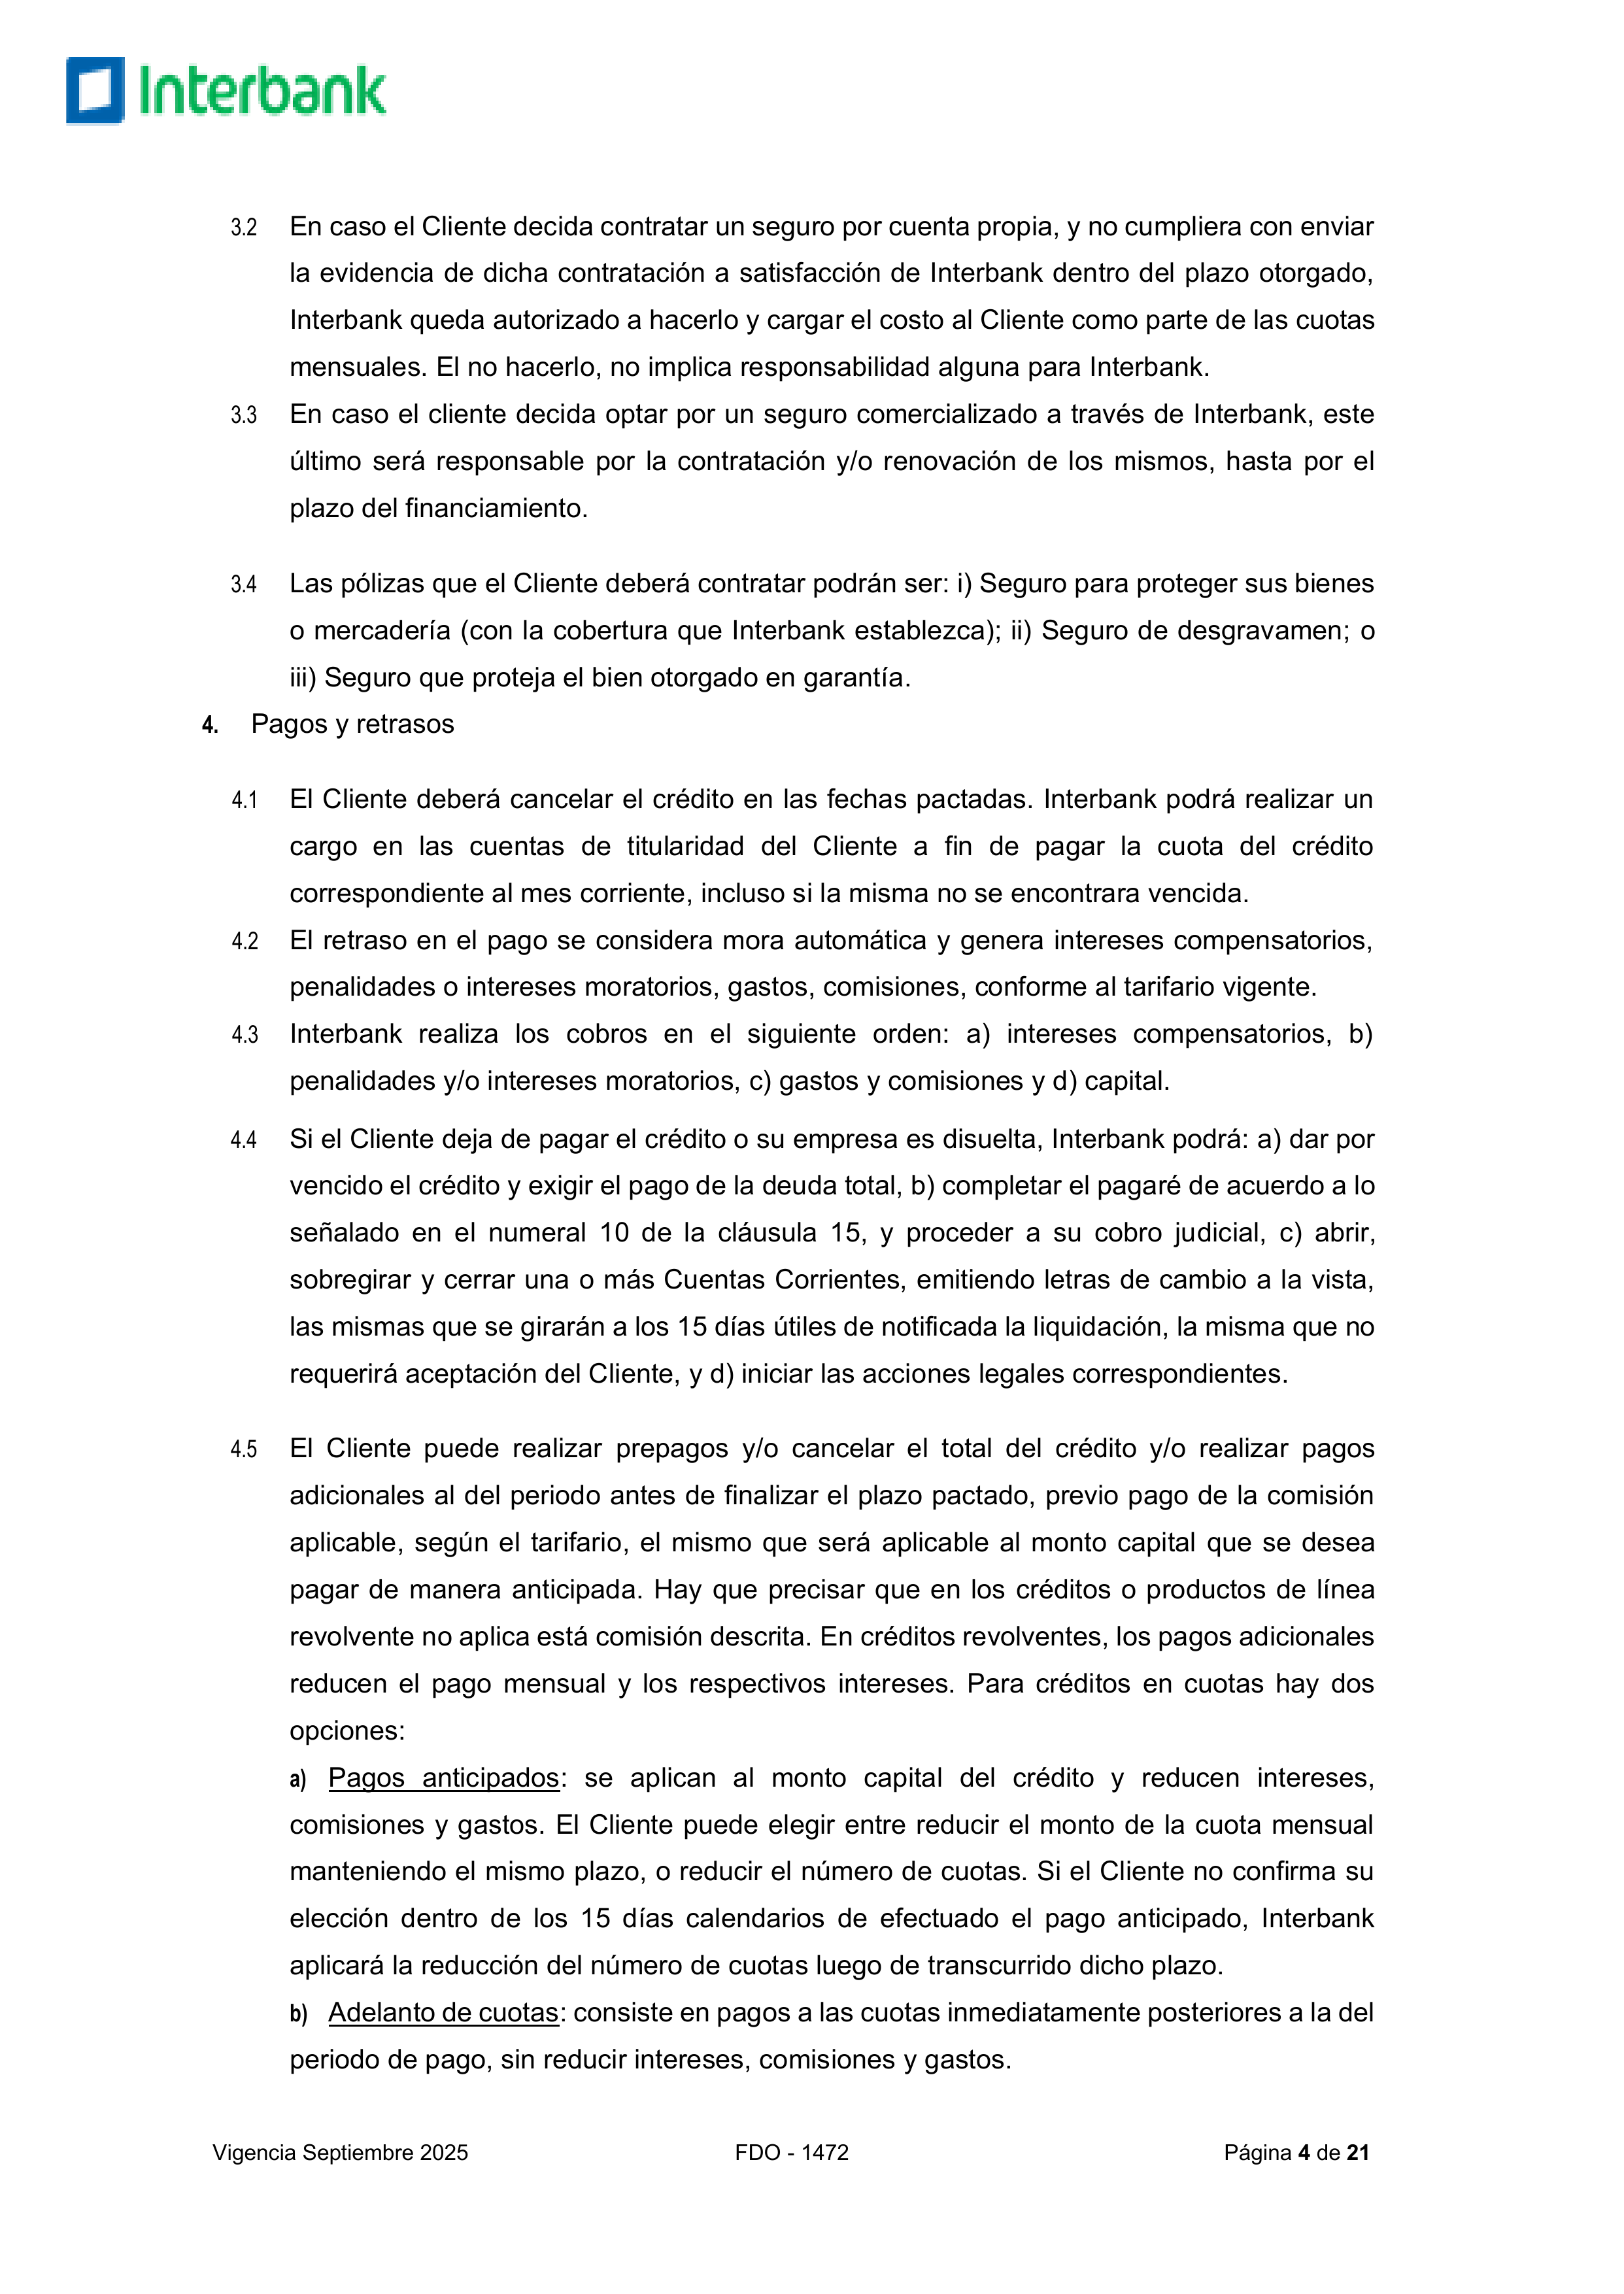 Interbank
3.2 En caso el Cliente decida contratar un seguro por cuenta propia, y no cumpliera con enviar
la evidencia de dicha contratación a satisfacción de Interbank dentro del plazo otorgado,
Interbank queda autorizado a hacerlo y cargar el costo al Cliente como parte de las cuotas
mensuales. El no hacerlo, no implica responsabilidad alguna para Interbank.
3.3 En caso el cliente decida optar por un seguro comercializado a través de Interbank, este
último será responsable por la contratación y/o renovación de los mismos, hasta por el
plazo del financiamiento.
3.4 Las pólizas que el Cliente deberá contratar podrán ser: i) Seguro para proteger sus bienes
o mercadería (con la cobertura que Interbank establezca); ii) Seguro de desgravamen; o
iii) Seguro que proteja el bien otorgado en garantía.
4. Pagos y retrasos
4.1 El Cliente deberá cancelar el crédito en las fechas pactadas. Interbank podrá realizar un
cargo en las cuentas de titularidad del Cliente a fin de pagar la cuota del crédito
correspondiente al mes corriente, incluso si la misma no se encontrara vencida.
4.2 El retraso en el pago se considera mora automática y genera intereses compensatorios,
penalidades o intereses moratorios, gastos, comisiones, conforme al tarifario vigente.
4.3 Interbank realiza los cobros en el siguiente orden: a) intereses compensatorios, b)
penalidades y/o intereses moratorios, c) gastos y comisiones y d) capital.
4.4 Si el Cliente deja de pagar el crédito o su empresa es disuelta, Interbank podrá: a) dar por
vencido el crédito y exigir el pago de la deuda total, b) completar el pagaré de acuerdo a lo
señalado en el numeral 10 de la cláusula 15, y proceder a su cobro judicial, c) abrir,
sobregirar y cerrar una o más Cuentas Corrientes, emitiendo letras de cambio a la vista,
las mismas que se girarán a los 15 días útiles de notificada la liquidación, la misma que no
requerirá aceptación del Cliente, y d) iniciar las acciones legales correspondientes.
4.5 El Cliente puede realizar prepagos y/o cancelar el total del crédito y/o realizar pagos
adicionales al del periodo antes de finalizar el plazo pactado, previo pago de la comisión
aplicable, según el tarifario, el mismo que será aplicable al monto capital que se desea
pagar de manera anticipada. Hay que precisar que en los créditos o productos de línea
revolvente no aplica está comisión descrita. En créditos revolventes, los pagos adicionales
reducen el pago mensual y los respectivos intereses. Para créditos en cuotas hay dos
opciones:
a) Pagos anticipados: se aplican al monto capital del crédito y reducen intereses,
comisiones y gastos. El Cliente puede elegir entre reducir el monto de la cuota mensual
manteniendo el mismo plazo, o reducir el número de cuotas. Si el Cliente no confirma su
elección dentro de los 15 días calendarios de efectuado el pago anticipado, Interbank
aplicará la reducción del número de cuotas luego de transcurrido dicho plazo.
b) Adelanto de cuotas: consiste en pagos a las cuotas inmediatamente posteriores a la del
periodo de pago, sin reducir intereses, comisiones y gastos.
Vigencia Septiembre 2025 FDO - 1472 Página 4 de 21